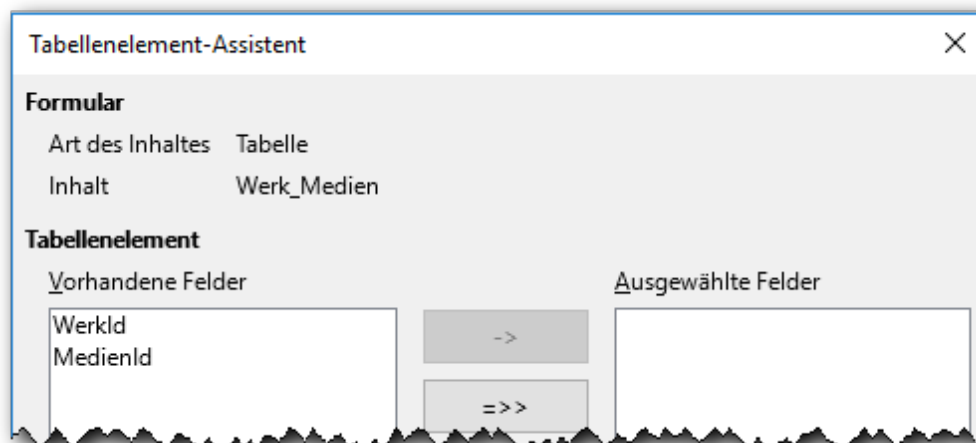 Tabellenelement-Assistent
Formular
Art des Inhaltes Tabelle
Inhalt Werk_Medien
Tabellenelement
Vorhandene Felder Ausgewählte Felder
WerkId
->
MedienId
=>>